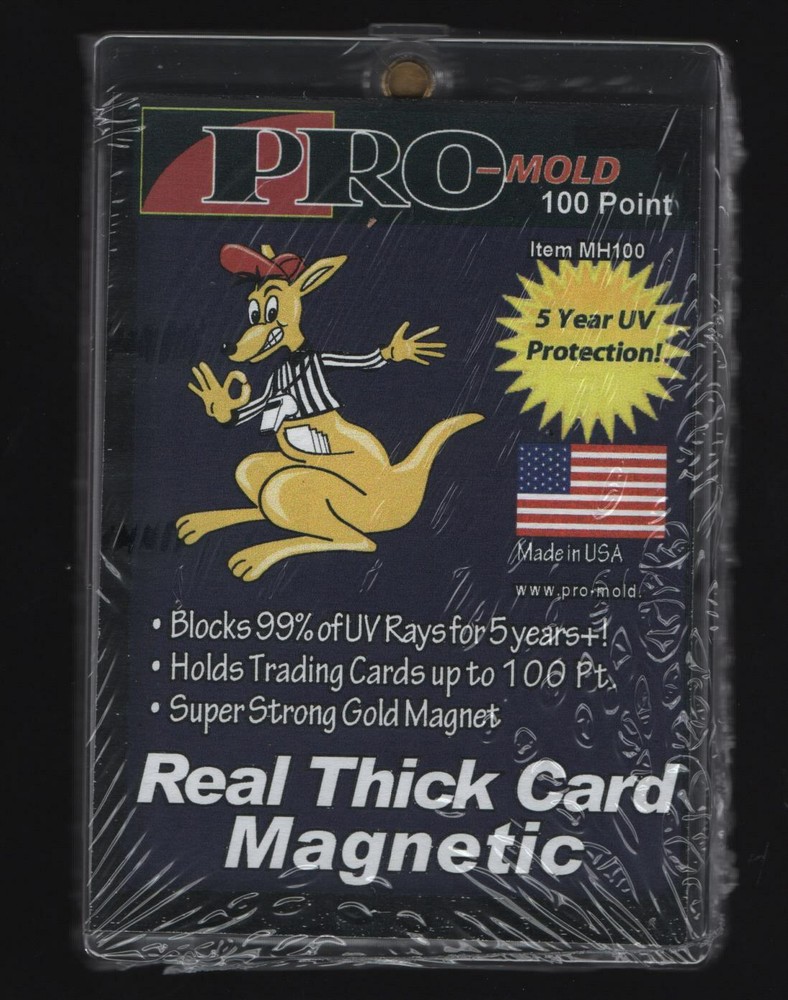 PRO-MOLD
100 Point
Item MH100
5 Year UV
Protection!
Made in USA
www.pro-mold.
• Blocks 99% of UV Rays for 5 years+!
• Holds Trading Cards up to 100 Pt.
• Super Strong Gold Magnet
Real Thick Card
Magnetic